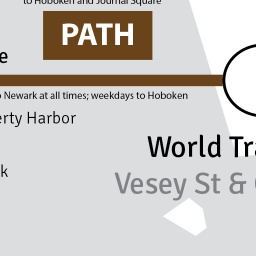 to Hoboken and Journal Square
PATH
e
Newark at all times; weekdays to Hoboken
erty Harbor
World Tra
k
Vesey St &